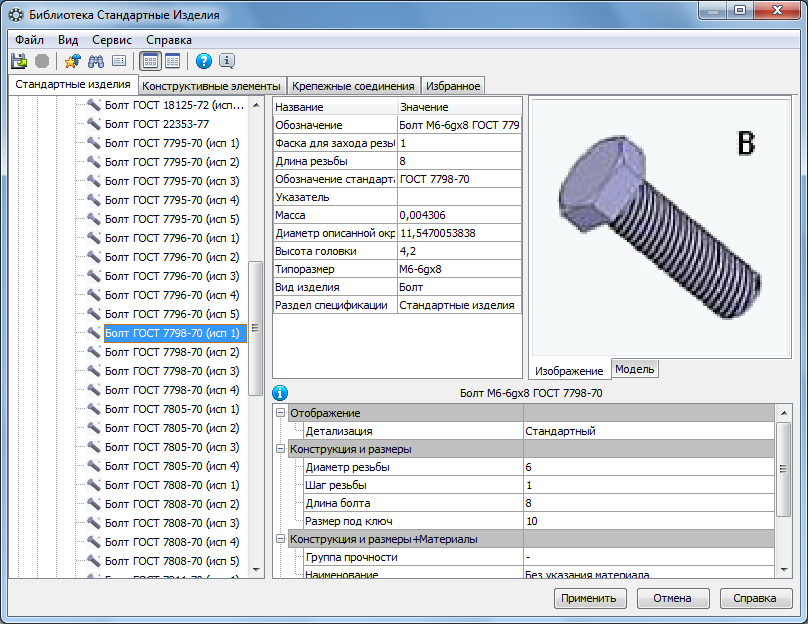 Библиотека Стандартные Изделия
Файл Вид Сервис Справка
Стандартные изделия Конструктивные элементы Крепежные соединения Избранное
Болт ГОСТ 18125-72 (исп...
Болт ГОСТ 22353-77
Болт ГОСТ 7795-70 (исп 1)
Болт ГОСТ 7795-70 (исп 2)
Болт ГОСТ 7795-70 (исп 3)
Болт ГОСТ 7795-70 (исп 4)
Болт ГОСТ 7795-70 (исп 5)
Болт ГОСТ 7796-70 (исп 1)
Болт ГОСТ 7796-70 (исп 2)
Болт ГОСТ 7796-70 (исп 3)
Болт ГОСТ 7796-70 (исп 4)
Болт ГОСТ 7796-70 (исп 5)
Болт ГОСТ 7798-70 (исп 1)
Болт ГОСТ 7798-70 (исп 2)
Болт ГОСТ 7798-70 (исп 3)
Болт ГОСТ 7798-70 (исп 4)
Болт ГОСТ 7805-70 (исп 1)
Болт ГОСТ 7805-70 (исп 2)
Болт ГОСТ 7805-70 (исп 3)
Болт ГОСТ 7805-70 (исп 4)
Болт ГОСТ 7808-70 (исп 1)
Болт ГОСТ 7808-70 (исп 2)
Болт ГОСТ 7808-70 (исп 3)
Болт ГОСТ 7808-70 (исп 4)
Болт ГОСТ 7808-70 (исп 5)
Название Значение
Обозначение Болт М6-6gx8 ГОСТ 779
Фаска для захода резь 1
Длина резьбы 8
Обозначение стандарт ГОСТ 7798-70
Указатель
Масса 0,004306
Диаметр описанной окр 11,5470053838
Высота головки 4,2
Типоразмер М6-6gx8
Вид изделия Болт
Раздел спецификации Стандартные изделия
В
Изображение Модель
Болт М6-6gx8 ГОСТ 7798-70
Отображение
Детализация Стандартный
Конструкция и размеры
Диаметр резьбы 6
Шаг резьбы 1
Длина болта 8
Размер под ключ 10
Конструкция и размеры+Материалы
Группа прочности -
Наименование Без указания материала
Применить Отмена Справка